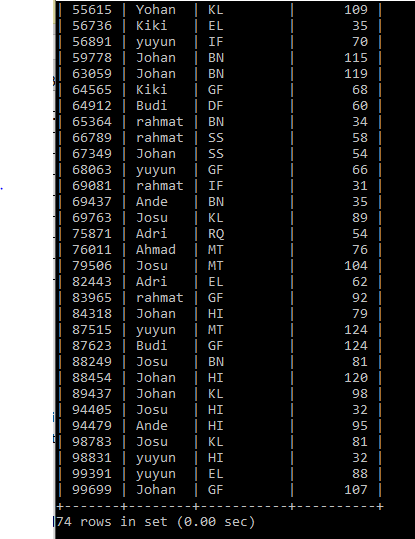 | 55615 | Yohan | KL | 109 |
| 56736 | Kiki | EL | 35 |
| 56891 | yuyun | IF | 70 |
| 59778 | Johan | BN | 115 |
| 63059 | Johan | BN | 119 |
| 64565 | Kiki | GF | 68 |
| 64912 | Budi | DF | 60 |
| 65364 | rahmat | BN | 34 |
| 66789 | rahmat | SS | 58 |
| 67349 | Johan | SS | 54 |
| 68063 | yuyun | GF | 66 |
| 69081 | rahmat | IF | 31 |
| 69437 | Ande | BN | 35 |
| 69763 | Josu | KL | 89 |
| 75871 | Adri | RQ | 54 |
| 76011 | Ahmad | MT | 76 |
| 79506 | Josu | MT | 104 |
| 82443 | Adri | EL | 62 |
| 83965 | rahmat | GF | 92 |
| 84318 | Johan | HI | 79 |
| 87515 | yuyun | MT | 124 |
| 87623 | Budi | GF | 124 |
| 88249 | Josu | BN | 81 |
| 88454 | Johan | HI | 120 |
| 89437 | Johan | KL | 98 |
| 94405 | Josu | HI | 32 |
| 94479 | Ande | HI | 95 |
| 98783 | Josu | KL | 81 |
| 98831 | yuyun | HI | 32 |
| 99391 | yuyun | EL | 88 |
| 99699 | Johan | GF | 107 |
+-------+--------+-----------+----------+
74 rows in set (0.00 sec)